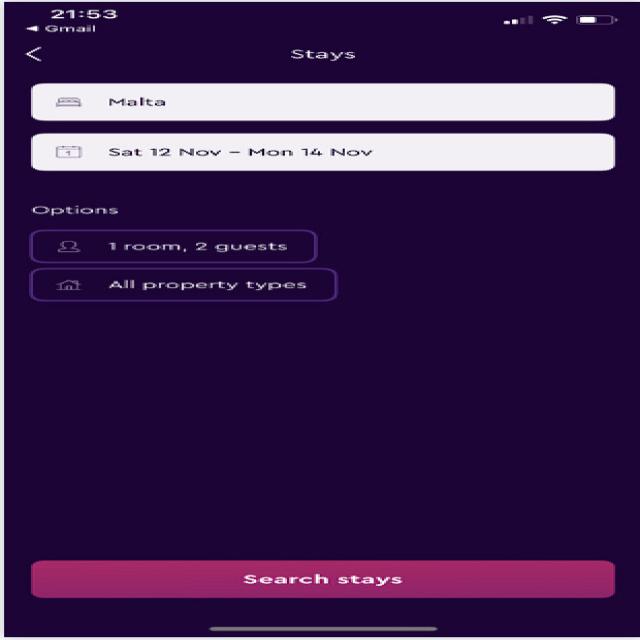 21:53
Gmail
Stays
Malta
1
Sat 12 Nov – Mon 14 Nov
Options
1 room, 2 guests
All property types
Search stays